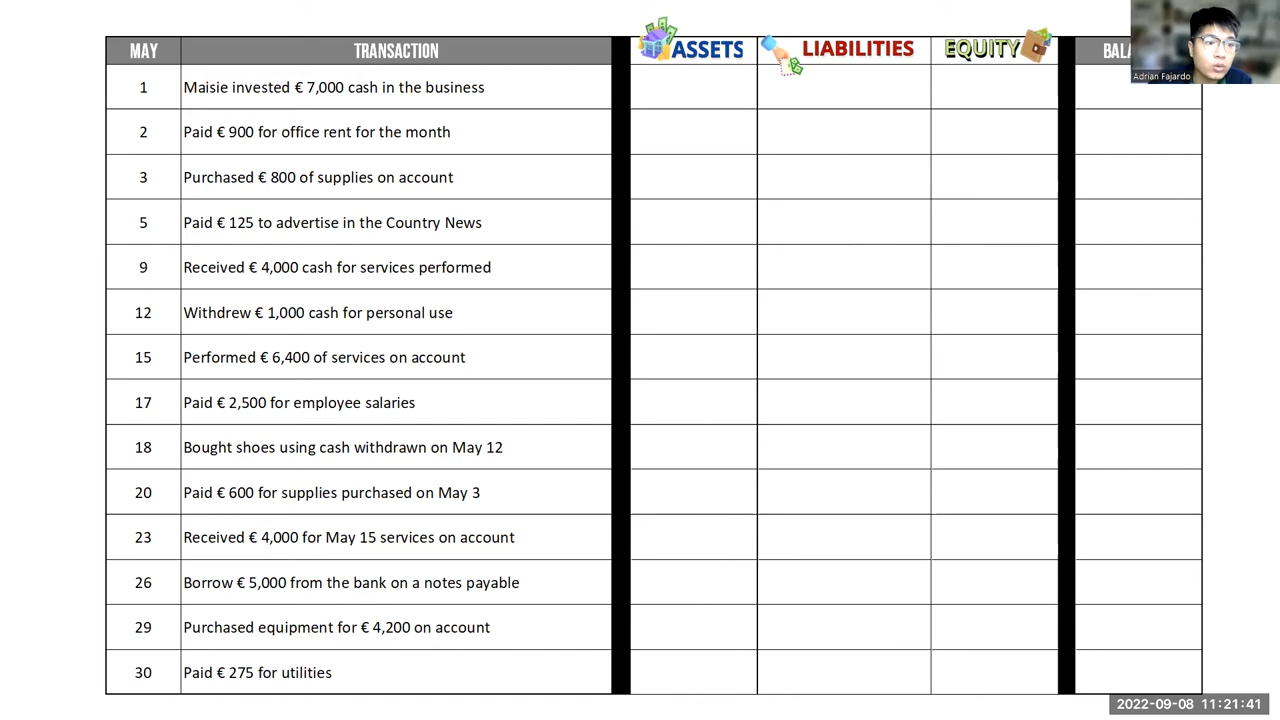 MAY TRANSACTION ASSETS LIABILITIES EQUITY BALA
Adrian Fajardo
1 Maisie invested € 7,000 cash in the business
2 Paid € 900 for office rent for the month
3 Purchased € 800 of supplies on account
5 Paid € 125 to advertise in the Country News
9 Received € 4,000 cash for services performed
12 Withdrew € 1,000 cash for personal use
15 Performed € 6,400 of services on account
17 Paid € 2,500 for employee salaries
18 Bought shoes using cash withdrawn on May 12
20 Paid € 600 for supplies purchased on May 3
23 Received € 4,000 for May 15 services on account
26 Borrow € 5,000 from the bank on a notes payable
29 Purchased equipment for € 4,200 on account
30 Paid € 275 for utilities
2022-09-08 11:21:41